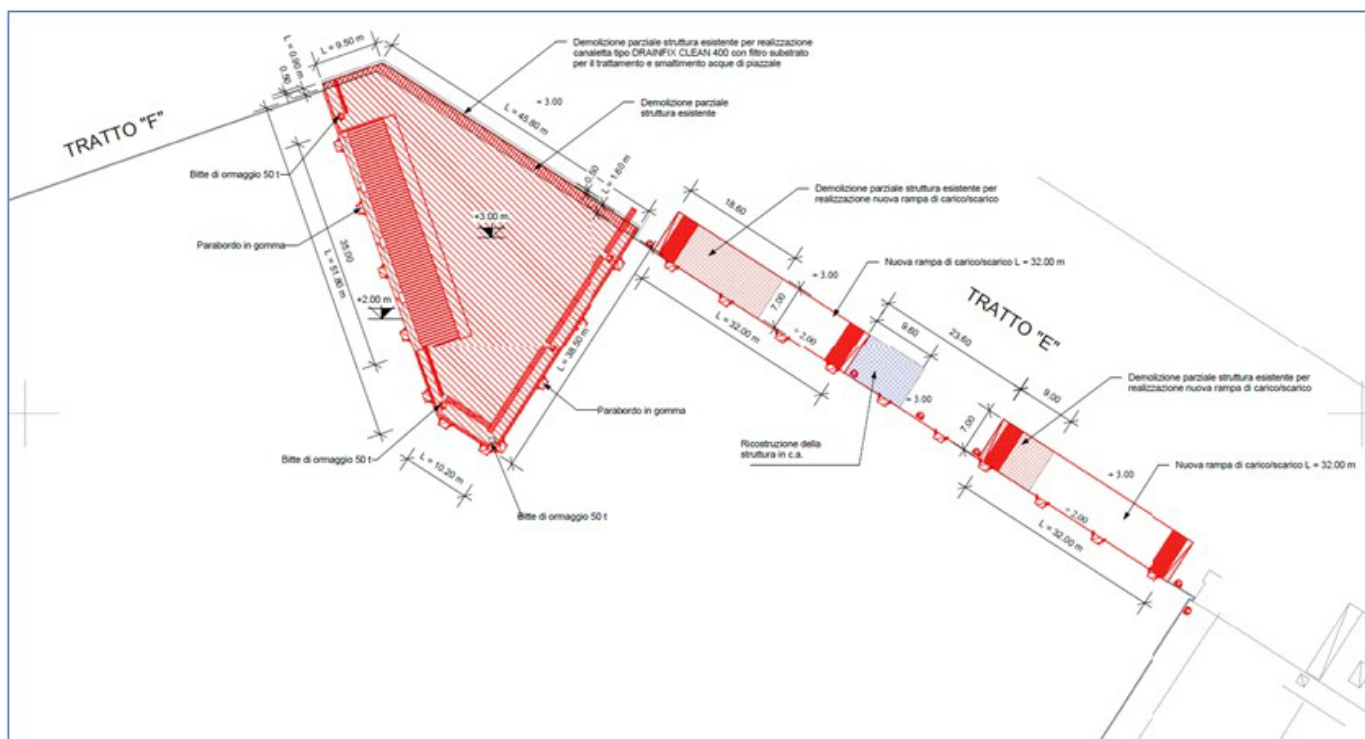 L = 9.50 m
L = 0.90 m
0.50
Demolizione parziale struttura esistente per realizzazione
canaletta tipo DRAINFIX CLEAN 400 con filtro substrato
per il trattamento e smaltimento acque di piazzale
÷ 3.00
L = 45.80 m
Demolizione parziale
struttura esistente
TRATTO "F"
Bitte di ormaggio 50 t
0.50
L = 1.60 m
Demolizione parziale struttura esistente per
realizzazione nuova rampa di carico/scarico
18.60
+3.00 m
Parabordo in gomma
35.00
L = 51.80 m
+2.00 m
÷ 3.00
Nuova rampa di carico/scarico L = 32.00 m
7.00
÷ 2.00
L = 32.00 m
TRATTO "E"
9.60
23.60
L = 38.50 m
÷ 3.00
Demolizione parziale struttura esistente per
realizzazione nuova rampa di carico/scarico
9.00
Parabordo in gomma
7.00
Ricostruzione della
struttura in c.a.
Bitte di ormaggio 50 t
L = 10.20 m
÷ 3.00
Nuova rampa di carico/scarico L = 32.00 m
Bitte di ormaggio 50 t
÷ 2.00
L = 32.00 m